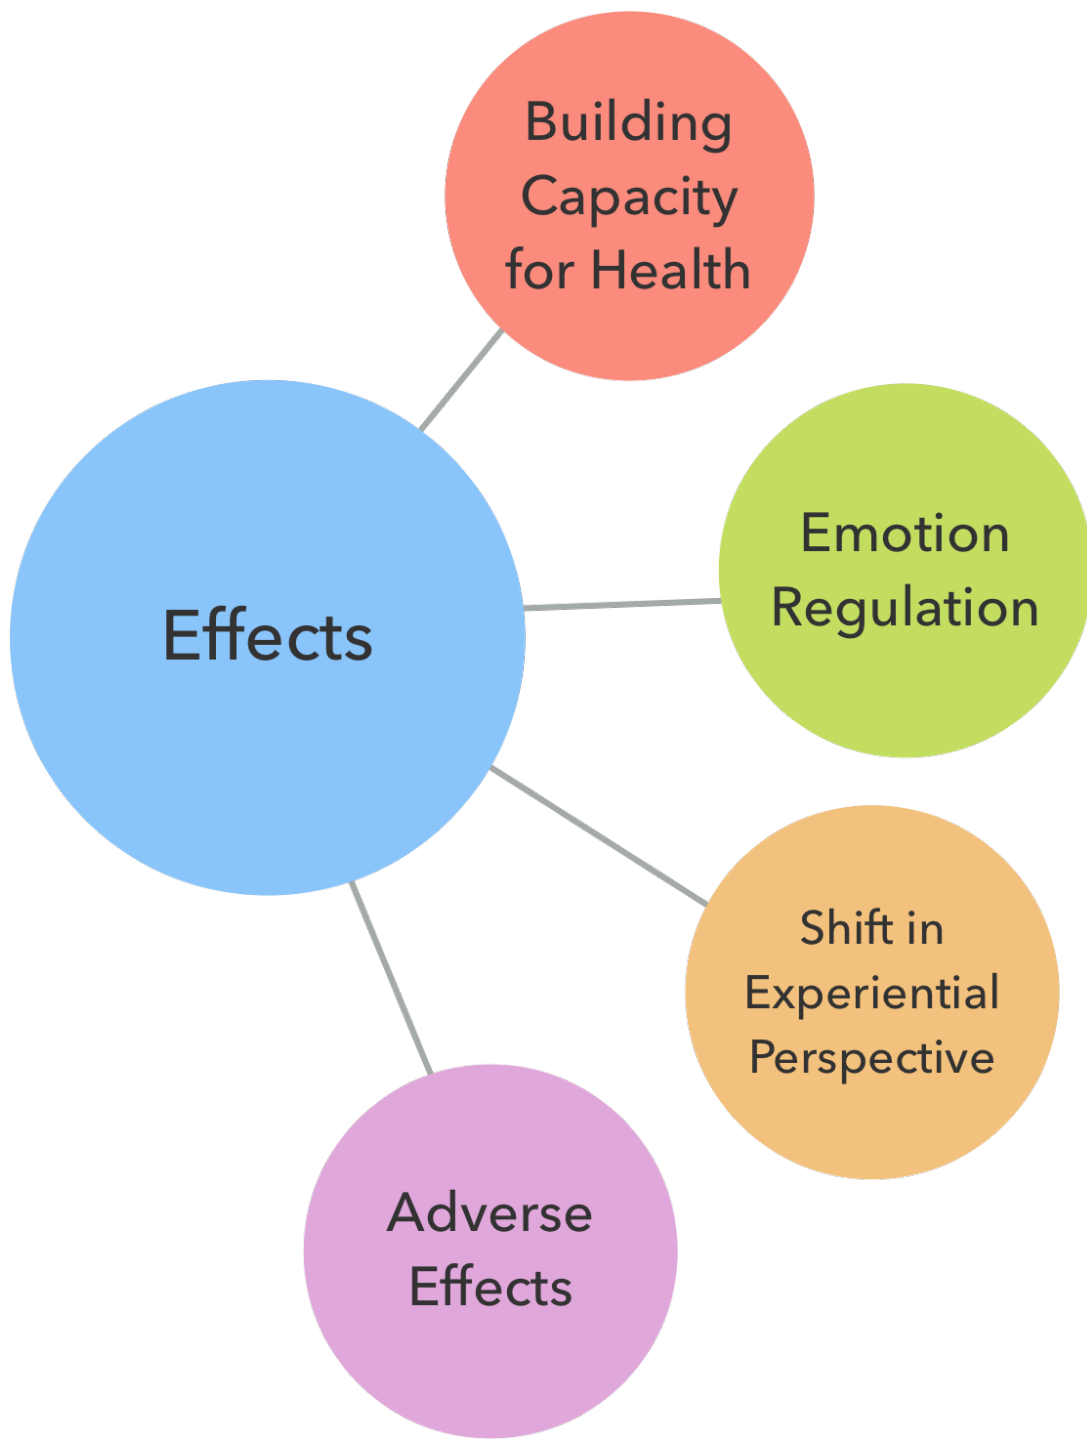 Building
Capacity
for Health
Emotion
Regulation
Effects
Shift in
Experiential
Perspective
Adverse
Effects